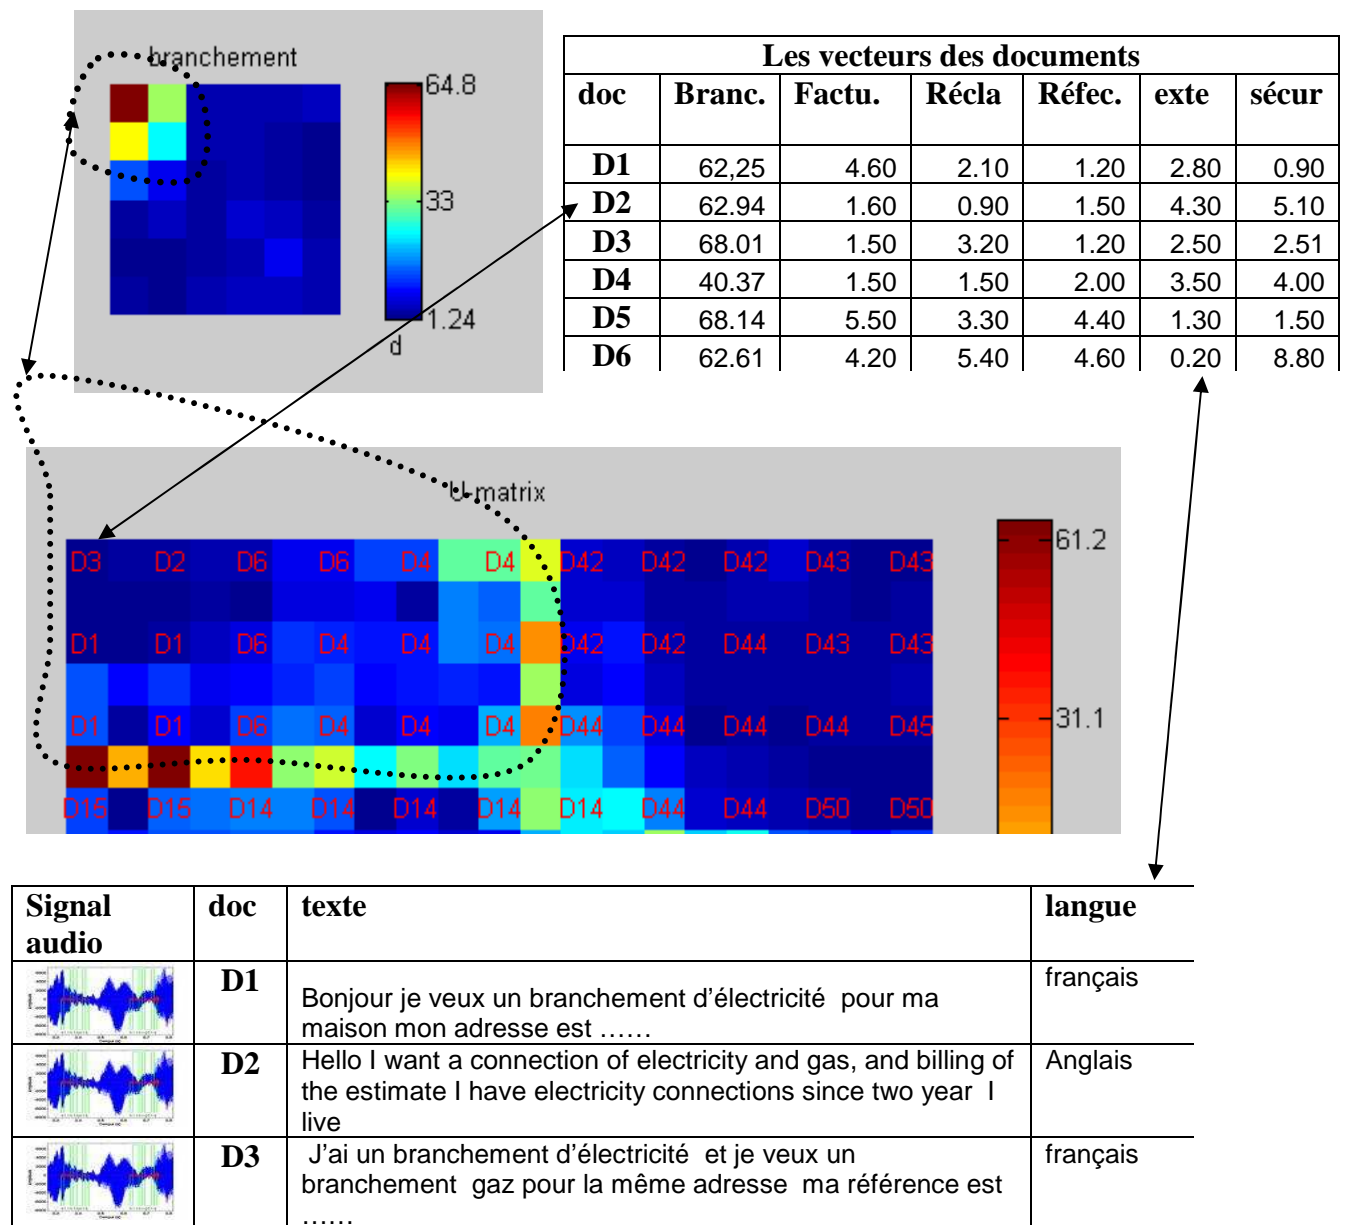 branchement
64.8
33
1.24
d
Les vecteurs des documents
doc Branc. Factu. Récla Réfec. exte sécur
D1 62,25 4.60 2.10 1.20 2.80 0.90
D2 62.94 1.60 0.90 1.50 4.30 5.10
D3 68.01 1.50 3.20 1.20 2.50 2.51
D4 40.37 1.50 1.50 2.00 3.50 4.00
D5 68.14 5.50 3.30 4.40 1.30 1.50
D6 62.61 4.20 5.40 4.60 0.20 8.80
U-matrix
D3 D2 D6 D6 D4 D4 D42 D42 D42 D43 D43
D1 D1 D6 D4 D4 D4 D42 D42 D44 D43 D43
D1 D1 D6 D4 D4 D4 D44 D44 D44 D44 D45
D15 D15 D14 D14 D14 D14 D14 D44 D44 D50 D50
61.2
31.1
Signal audio doc texte langue
D1 Bonjour je veux un branchement d’électricité pour ma français
maison mon adresse est ……
D2 Hello I want a connection of electricity and gas, and billing of Anglais
the estimate I have electricity connections since two year I
live
D3 J’ai un branchement d’électricité et je veux un français
branchement gaz pour la même adresse ma référence est
……